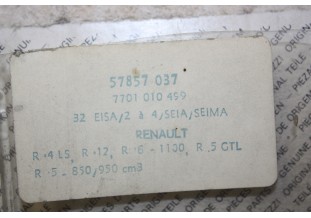 57857 037
7701 010 459
32 EISA/2 à 4/SEIA/SEIMA
RENAULT
R.4 LS, R.12, R.6 - 1100, R.5 GTL
R.5 - 850/950 cm3